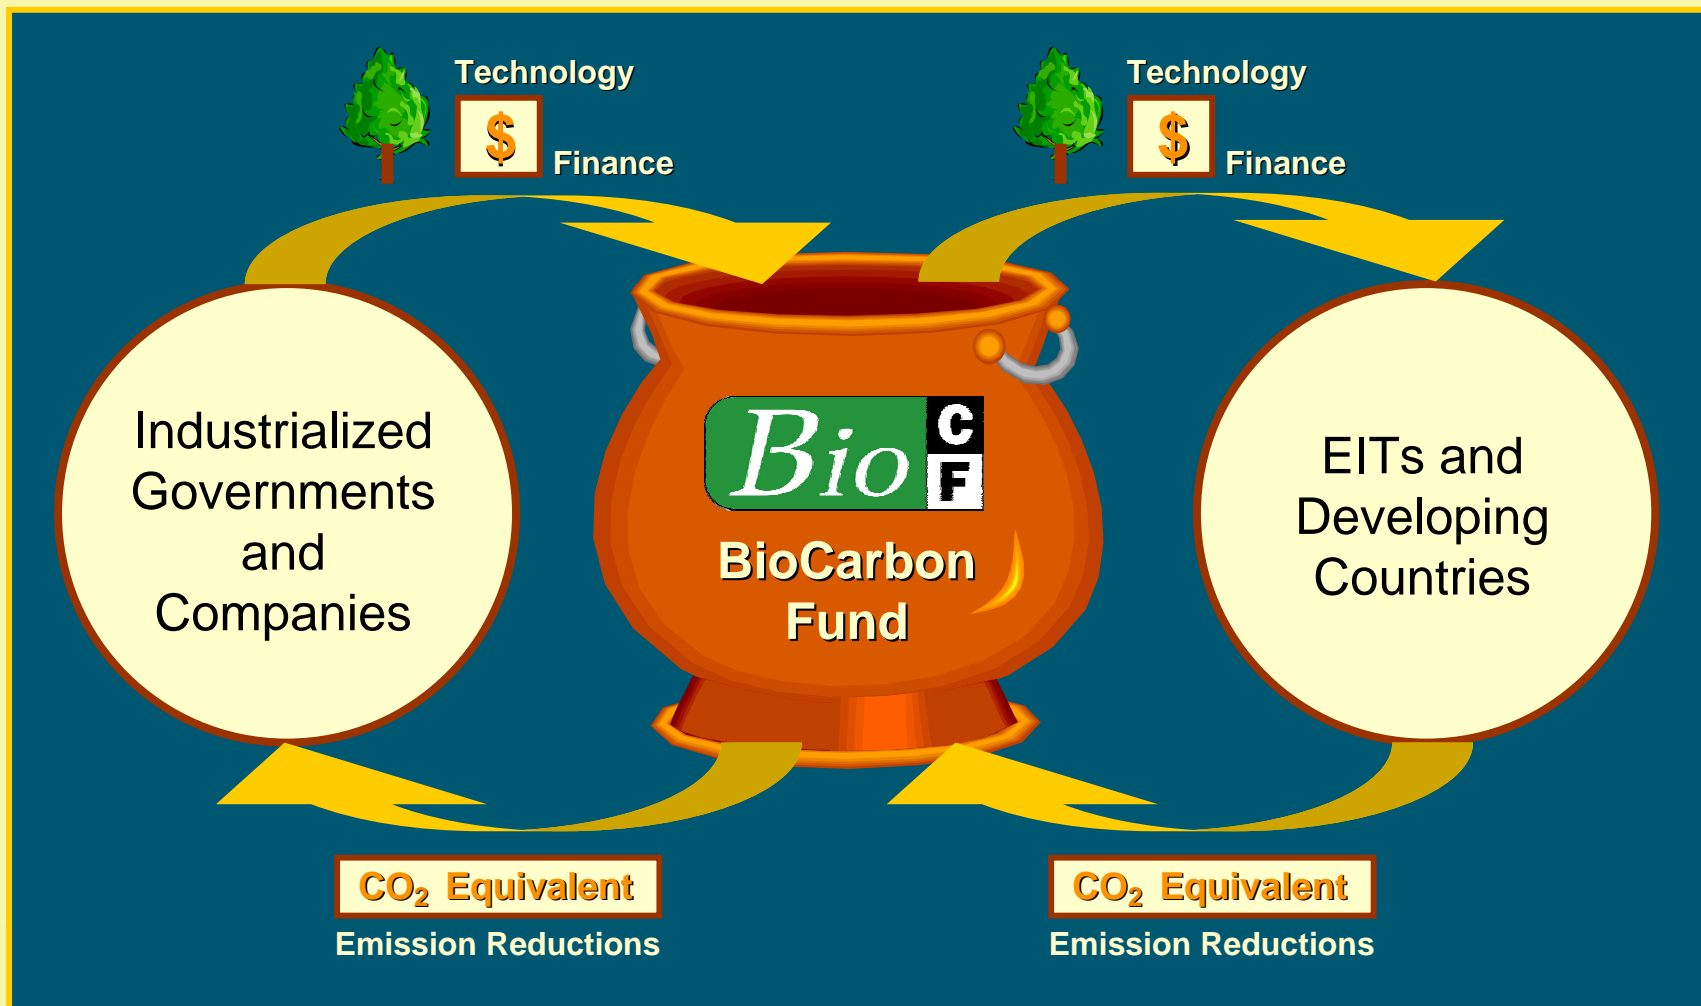 Technology
$
Finance
Technology
$
Finance
Industrialized
Governments
and
Companies
Bio C
F
BioCarbon
Fund
EITs and
Developing
Countries
CO₂ Equivalent
Emission Reductions
CO₂ Equivalent
Emission Reductions